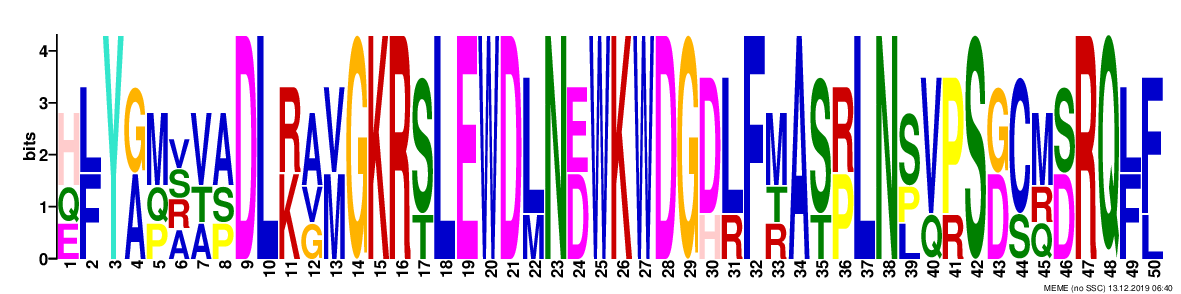 bits
4
3
2
1
0
HLYGMVVADLRAVGKRSLEWDLNEWKWDGDLFMASRLNSVPSGCMSRQLF
QFAQSTSKVMTMDHRTTPPQRDSRDFL
EPRAPGRLQ
A
1 2 3 4 5 6 7 8 9 10 11 12 13 14 15 16 17 18 19 20 21 22 23 24 25 26 27 28 29 30 31 32 33 34 35 36 37 38 39 40 41 42 43 44 45 46 47 48 49 50
MEME (no SSC) 13.12.2019 06:40